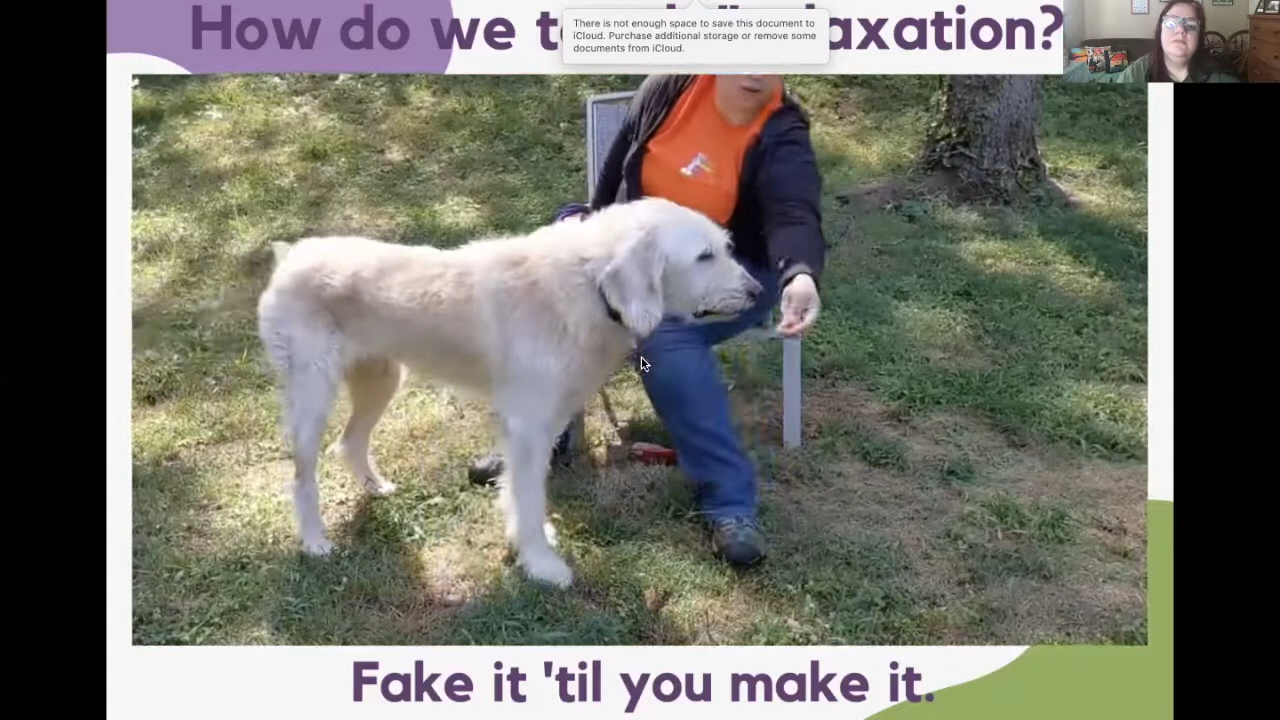 How do we t
axation?
There is not enough space to save this document to
iCloud. Purchase additional storage or remove some
documents from iCloud.
Fake it 'til you make it.